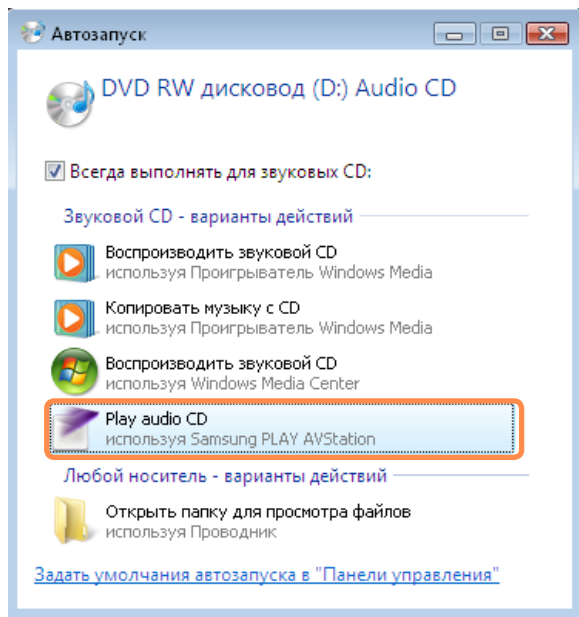 Автозапуск
DVD RW дисковод (D:) Audio CD
Всегда выполнять для звуковых CD:
Звуковой CD - варианты действий
Воспроизводить звуковой CD
используя Проигрыватель Windows Media
Копировать музыку с CD
используя Проигрыватель Windows Media
Воспроизводить звуковой CD
используя Windows Media Center
Play audio CD
используя Samsung PLAY AVStation
Любой носитель - варианты действий
Открыть папку для просмотра файлов
используя Проводник
Задать умолчания автозапуска в "Панели управления"